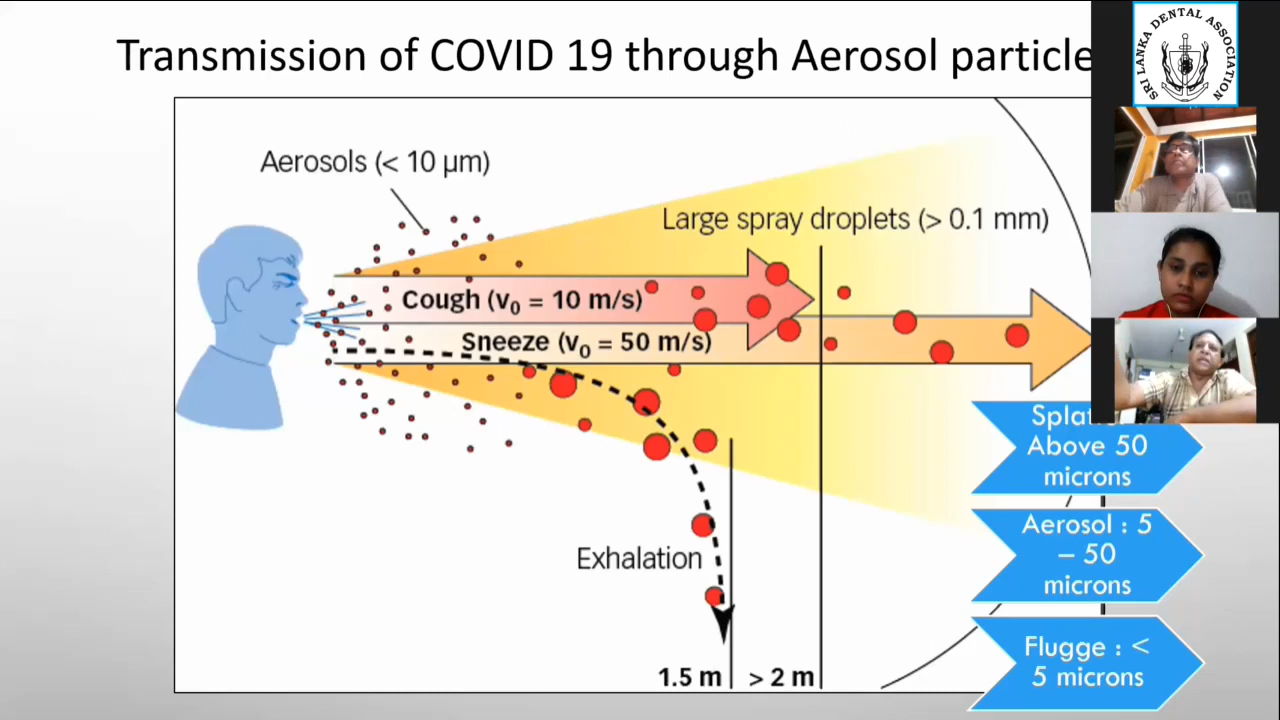 Transmission of COVID 19 through Aerosol particle
SRI LANKA DENTAL ASSOCIATION
Aerosols (< 10 µm)
Large spray droplets (> 0.1 mm)
Cough (v₀ = 10 m/s)
Sneeze (v₀ = 50 m/s)
Exhalation
1.5 m
> 2 m
Above 50
microns
Aerosol : 5
– 50
microns
Flugge : <
5 microns